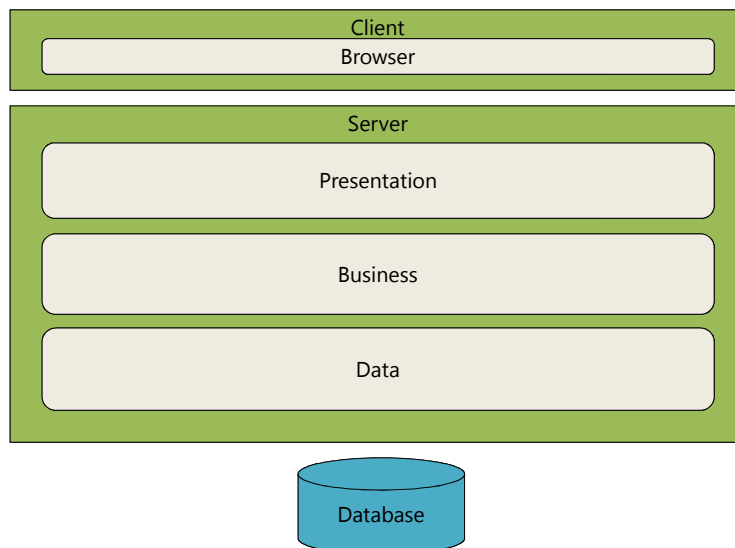 Client
Browser
Server
Presentation
Business
Data
Database